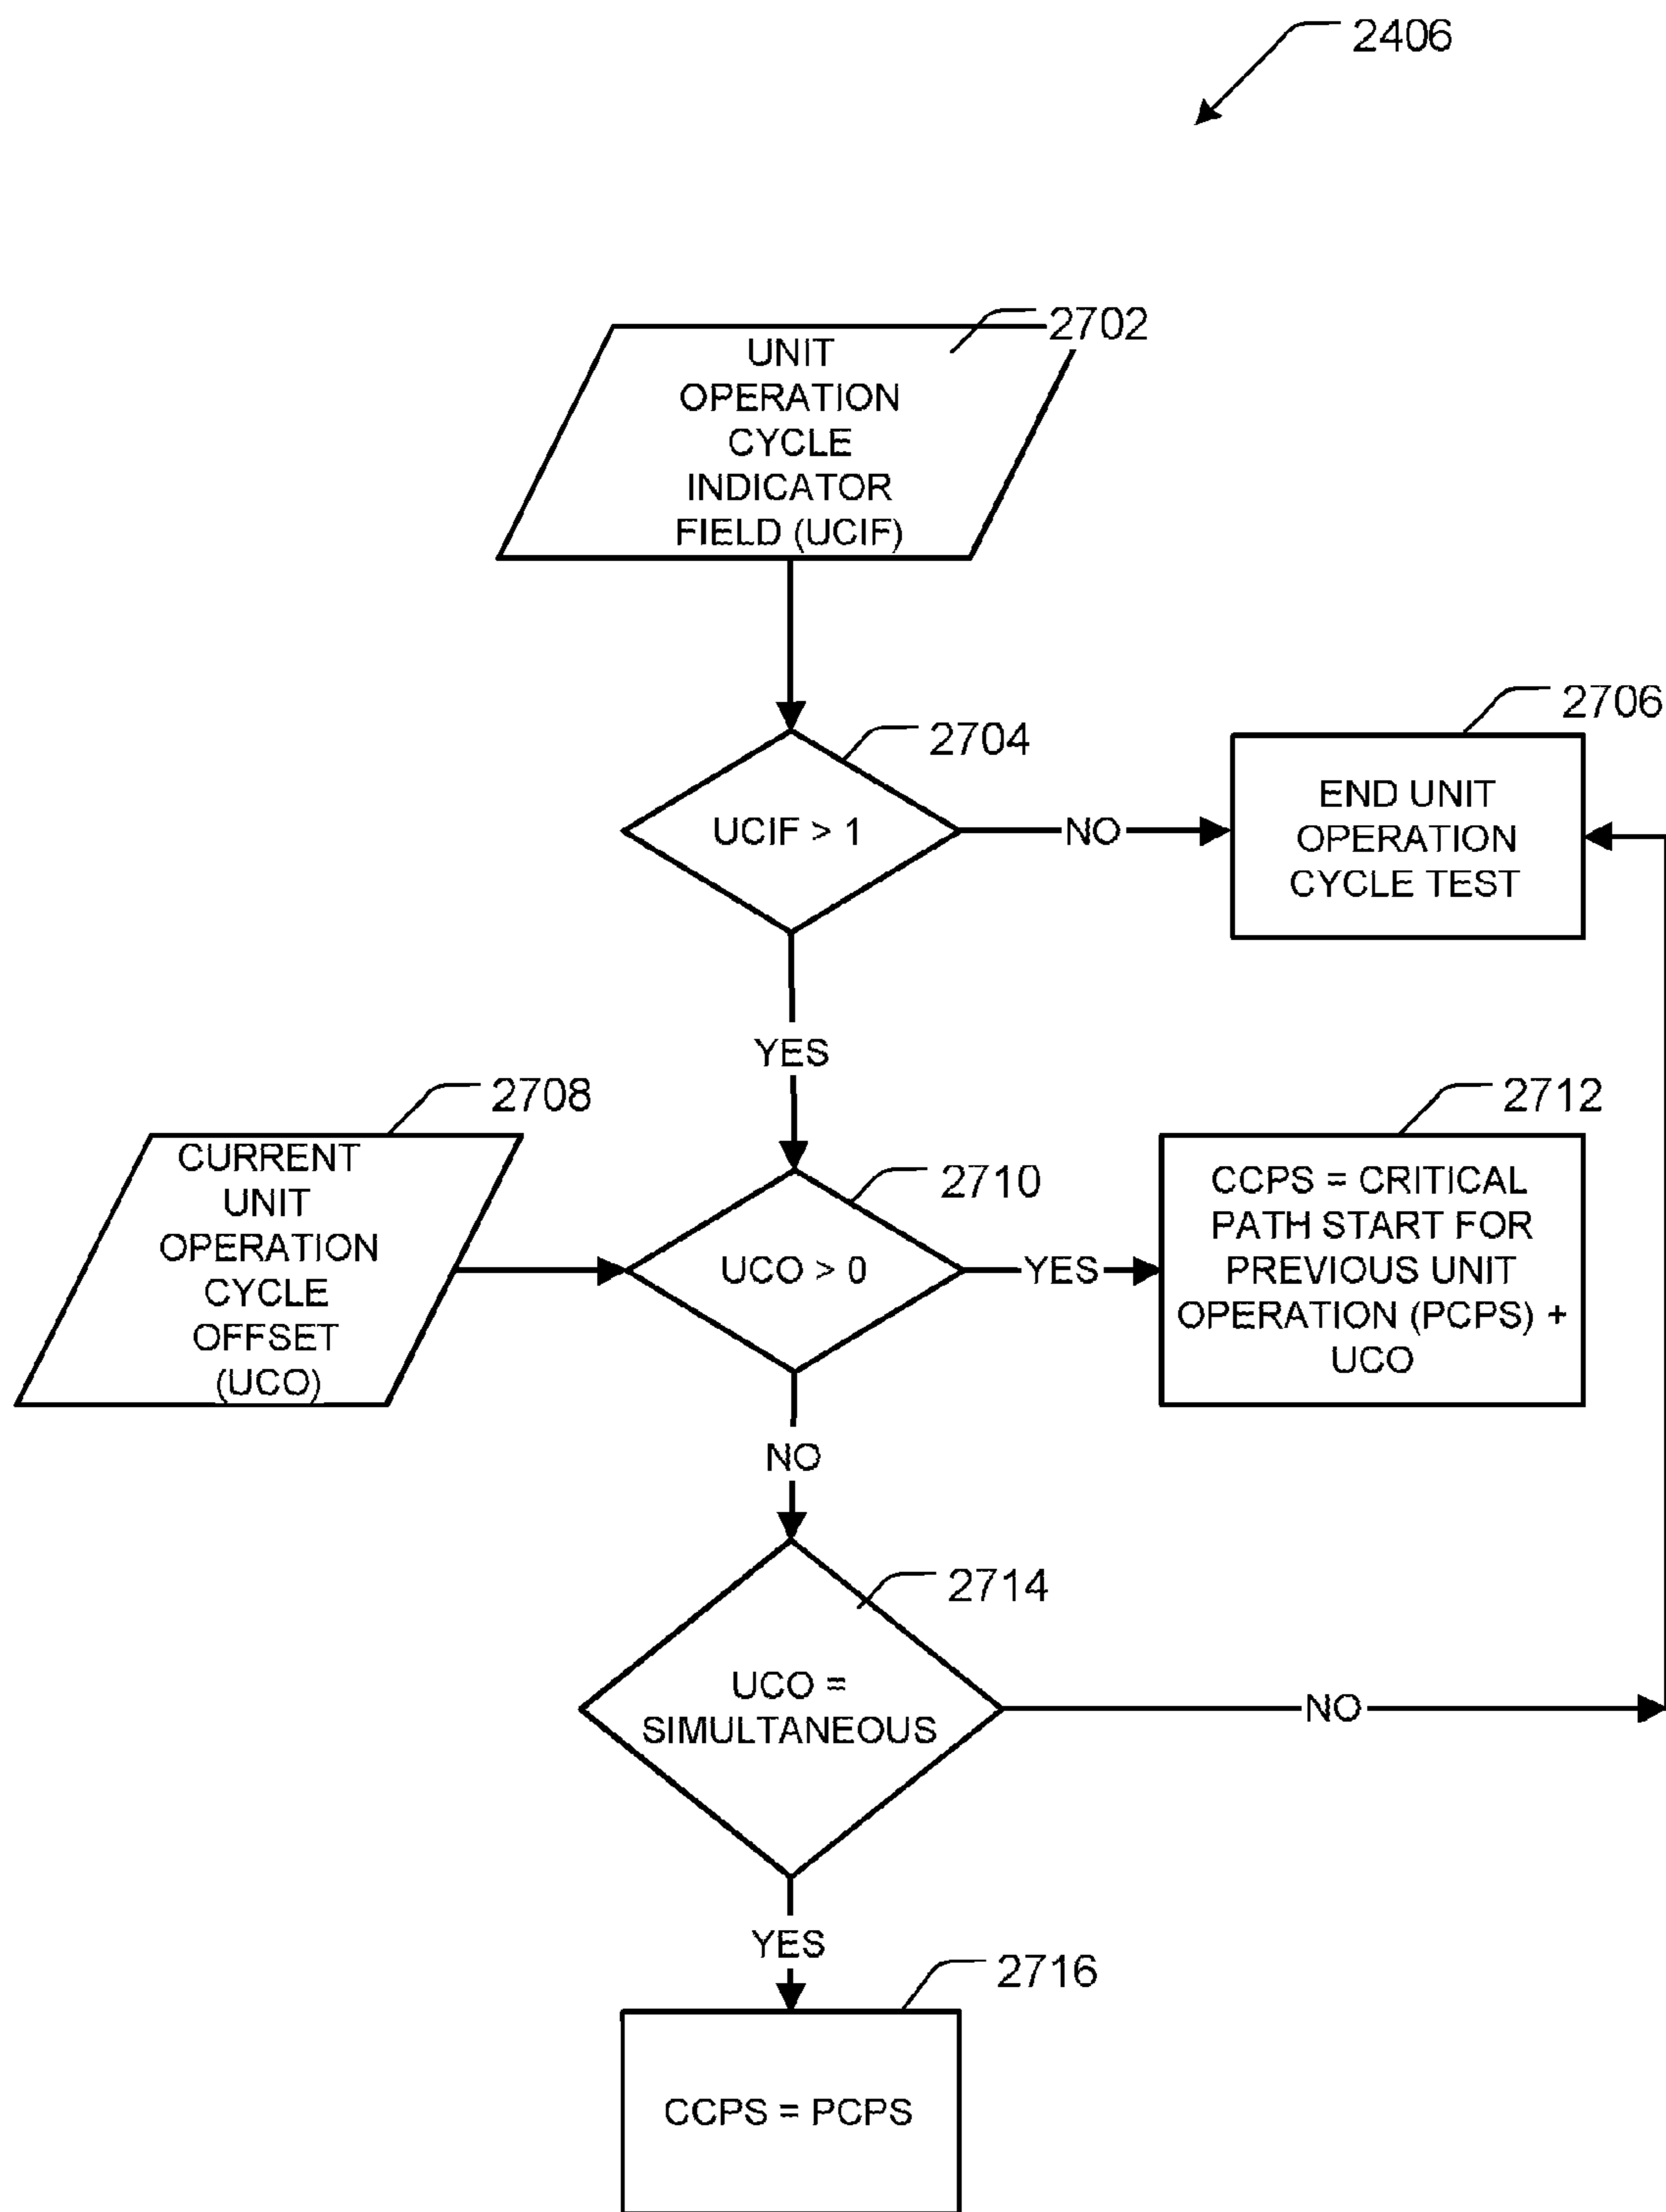 2406
2702
UNIT
OPERATION
CYCLE
INDICATOR
FIELD (UCIF)
2704
UCIF > 1
NO
2706
END UNIT
OPERATION
CYCLE TEST
YES
2708
CURRENT
UNIT
OPERATION
CYCLE
OFFSET
(UCO)
2710
UCO > 0
YES
2712
CCPS = CRITICAL
PATH START FOR
PREVIOUS UNIT
OPERATION (PCPS) +
UCO
NO
2714
UCO =
SIMULTANEOUS
NO
YES
2716
CCPS = PCPS